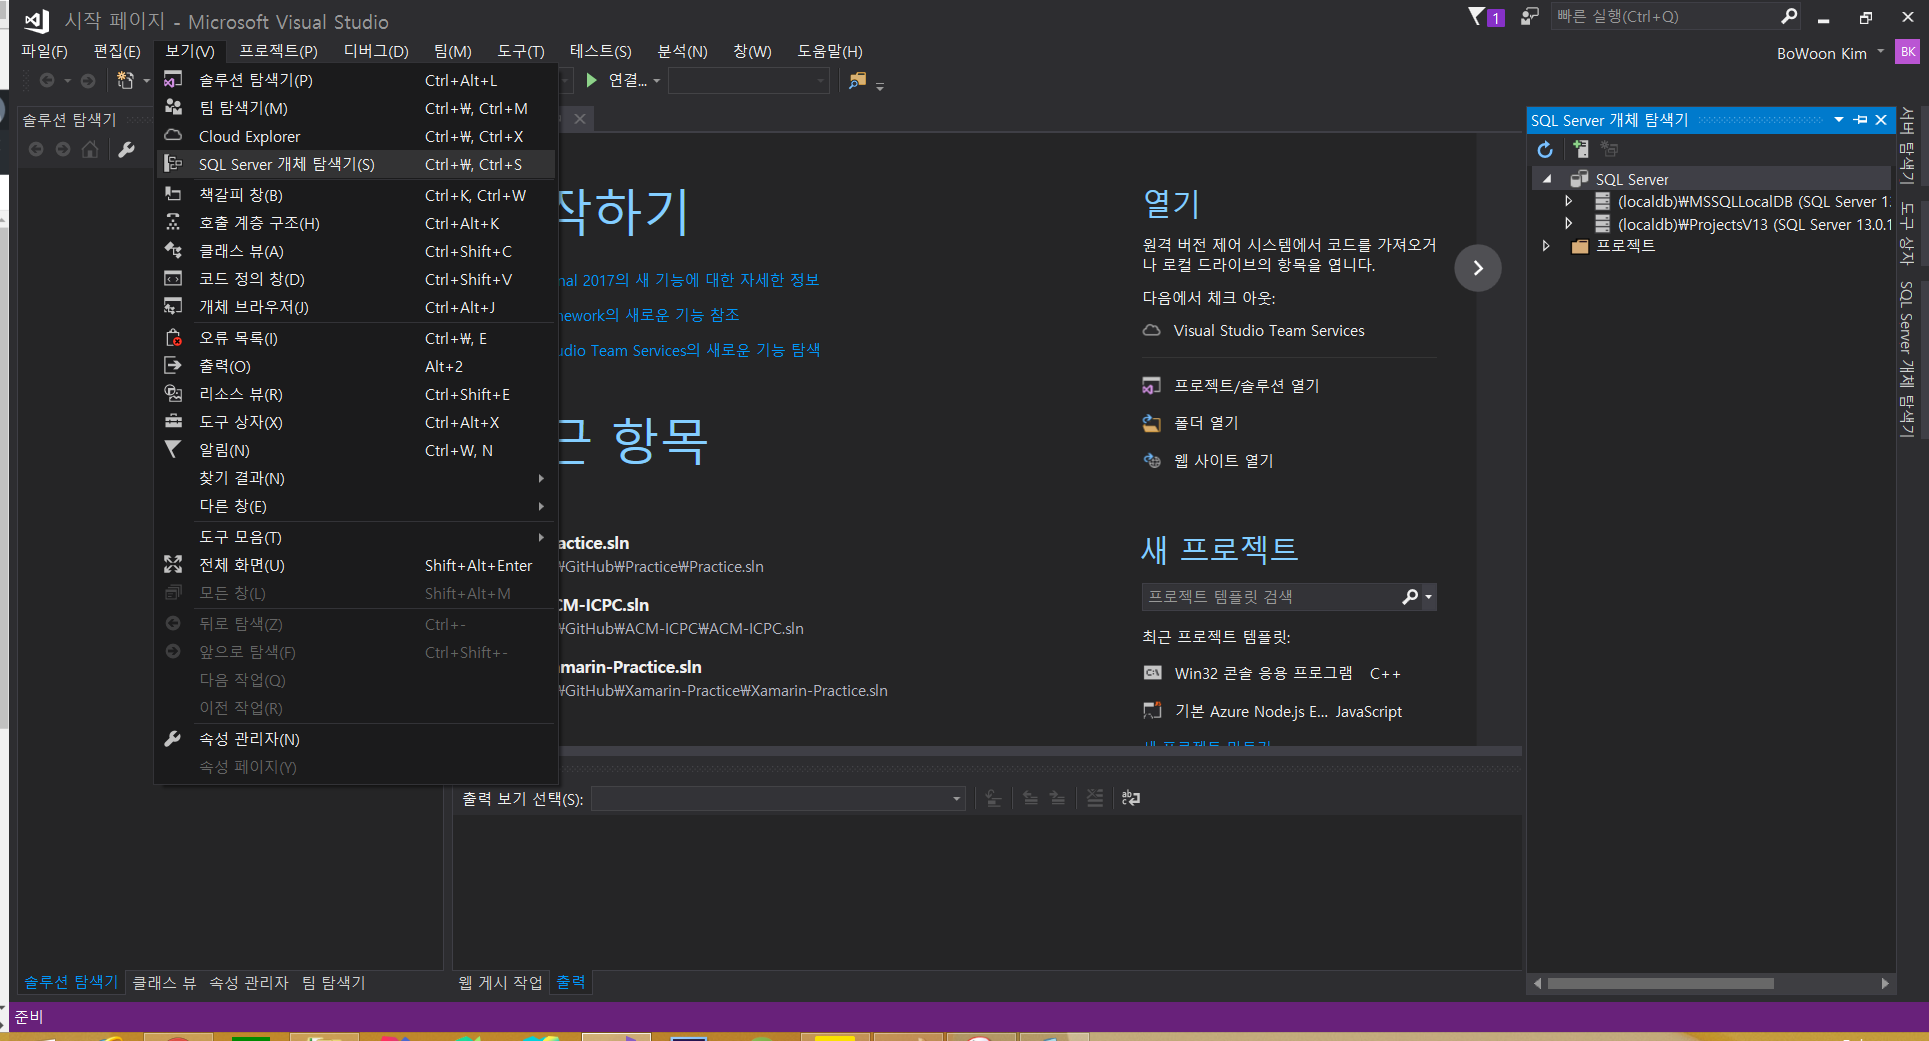 시작 페이지 - Microsoft Visual Studio
1
빠른 실행(Ctrl+Q)
파일(F) 편집(E) 보기(V) 프로젝트(P) 디버그(D) 팀(M) 도구(T) 테스트(S) 분석(N) 창(W) 도움말(H)
BoWoon Kim BK
연결...
솔루션 탐색기(P) Ctrl+Alt+L
팀 탐색기(M) Ctrl+₩, Ctrl+M
Cloud Explorer Ctrl+₩, Ctrl+X
SQL Server 개체 탐색기(S) Ctrl+₩, Ctrl+S
책갈피 창(B) Ctrl+K, Ctrl+W
호출 계층 구조(H) Ctrl+Alt+K
클래스 뷰(A) Ctrl+Shift+C
코드 정의 창(D) Ctrl+Shift+V
개체 브라우저(J) Ctrl+Alt+J
오류 목록(I) Ctrl+₩, E
출력(O) Alt+2
리소스 뷰(R) Ctrl+Shift+E
도구 상자(X) Ctrl+Alt+X
알림(N) Ctrl+W, N
찾기 결과(N)
다른 창(E)
도구 모음(T)
전체 화면(U) Shift+Alt+Enter
모든 창(L) Shift+Alt+M
뒤로 탐색(Z) Ctrl+-
앞으로 탐색(F) Ctrl+Shift+-
다음 작업(Q)
이전 작업(R)
속성 관리자(N)
속성 페이지(Y)
솔루션 탐색기
작하기
nal 2017의 새 기능에 대한 자세한 정보
mework의 새로운 기능 참조
udio Team Services의 새로운 기능 탐색
근 항목
actice.sln
₩GitHub₩Practice₩Practice.sln
CM-ICPC.sln
₩GitHub₩ACM-ICPC₩ACM-ICPC.sln
amarin-Practice.sln
₩GitHub₩Xamarin-Practice₩Xamarin-Practice.sln
열기
원격 버전 제어 시스템에서 코드를 가져오거
나 로컬 드라이브의 항목을 엽니다.
다음에서 체크 아웃:
Visual Studio Team Services
프로젝트/솔루션 열기
폴더 열기
웹 사이트 열기
새 프로젝트
프로젝트 템플릿 검색
최근 프로젝트 템플릿:
Win32 콘솔 응용 프로그램 C++
기본 Azure Node.js E... JavaScript
새 프로젝트 만들기
SQL Server 개체 탐색기
SQL Server
(localdb)₩MSSQLLocalDB (SQL Server 1
(localdb)₩ProjectsV13 (SQL Server 13.0.1
프로젝트
서버 탐색기
도구 상자
SQL Server 개체 탐색기
출력 보기 선택(S):
솔루션 탐색기 클래스 뷰 속성 관리자 팀 탐색기
웹 게시 작업 출력
준비